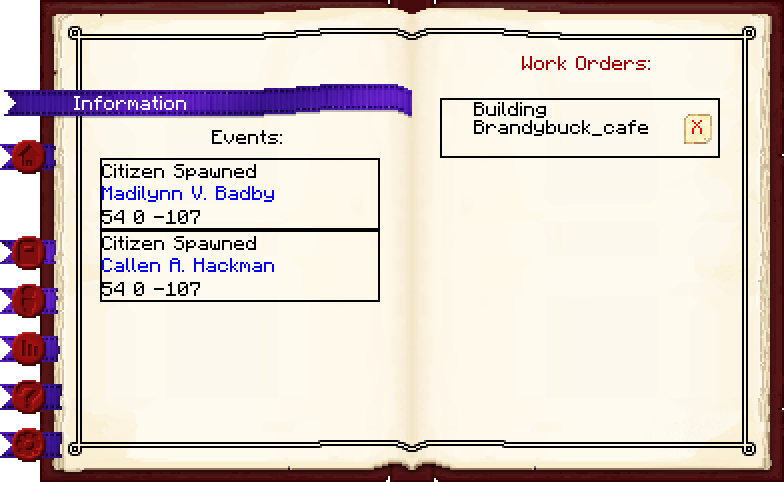 Information
Events:
Citizen Spawned
Madilynn V. Badby
54 0 -107
Citizen Spawned
Callen A. Hackman
54 0 -107
Work Orders:
Building
Brandybuck_cafe
X